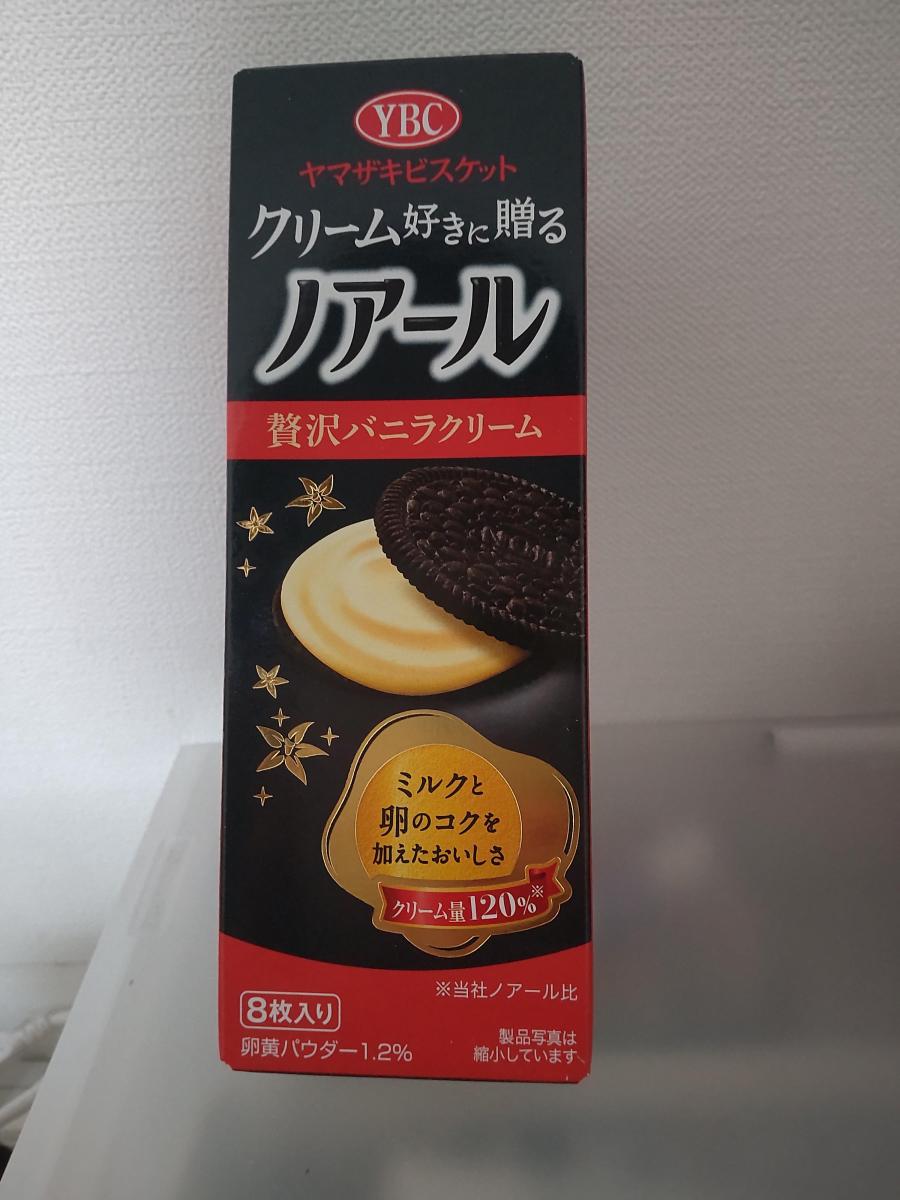 YBC
ヤマザキビスケット
クリーム好きに贈る
ノアール
贅沢バニラクリーム
ミルクと
卵のコクを
加えたおいしさ
クリーム量120%※
※当社ノアール比
8枚入り
卵黄パウダー1.2%
製品写真は
縮小しています